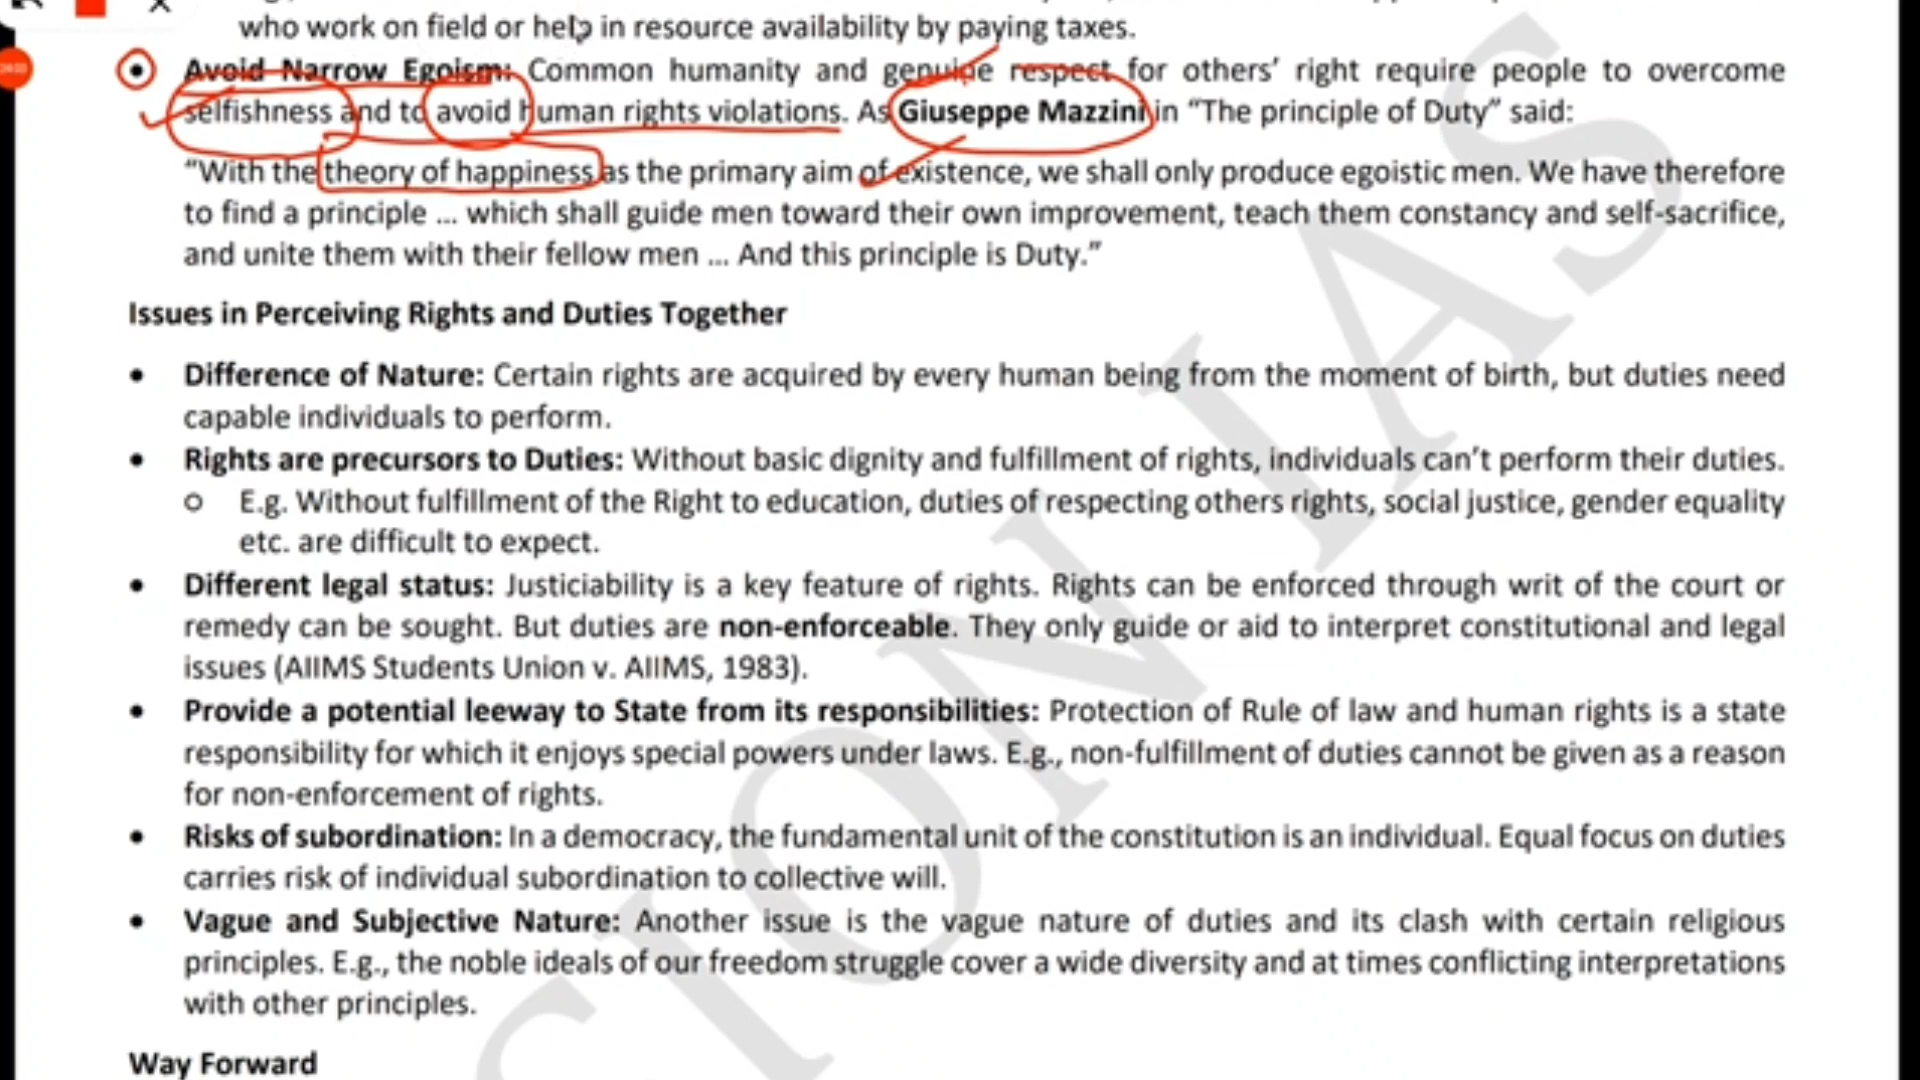 who work on field or help in resource availability by paying taxes.
• Avoid Narrow Egoism: Common humanity and genuine respect for others’ right require people to overcome
selfishness and to avoid human rights violations. As Giuseppe Mazzini in “The principle of Duty” said:
“With the theory of happiness as the primary aim of existence, we shall only produce egoistic men. We have therefore
to find a principle ... which shall guide men toward their own improvement, teach them constancy and self-sacrifice,
and unite them with their fellow men ... And this principle is Duty.”
Issues in Perceiving Rights and Duties Together
• Difference of Nature: Certain rights are acquired by every human being from the moment of birth, but duties need
capable individuals to perform.
• Rights are precursors to Duties: Without basic dignity and fulfillment of rights, individuals can’t perform their duties.
o E.g. Without fulfillment of the Right to education, duties of respecting others rights, social justice, gender equality
etc. are difficult to expect.
• Different legal status: Justiciability is a key feature of rights. Rights can be enforced through writ of the court or
remedy can be sought. But duties are non-enforceable. They only guide or aid to interpret constitutional and legal
issues (AIIMS Students Union v. AIIMS, 1983).
• Provide a potential leeway to State from its responsibilities: Protection of Rule of law and human rights is a state
responsibility for which it enjoys special powers under laws. E.g., non-fulfillment of duties cannot be given as a reason
for non-enforcement of rights.
• Risks of subordination: In a democracy, the fundamental unit of the constitution is an individual. Equal focus on duties
carries risk of individual subordination to collective will.
• Vague and Subjective Nature: Another issue is the vague nature of duties and its clash with certain religious
principles. E.g., the noble ideals of our freedom struggle cover a wide diversity and at times conflicting interpretations
with other principles.
Way Forward
SION IAS